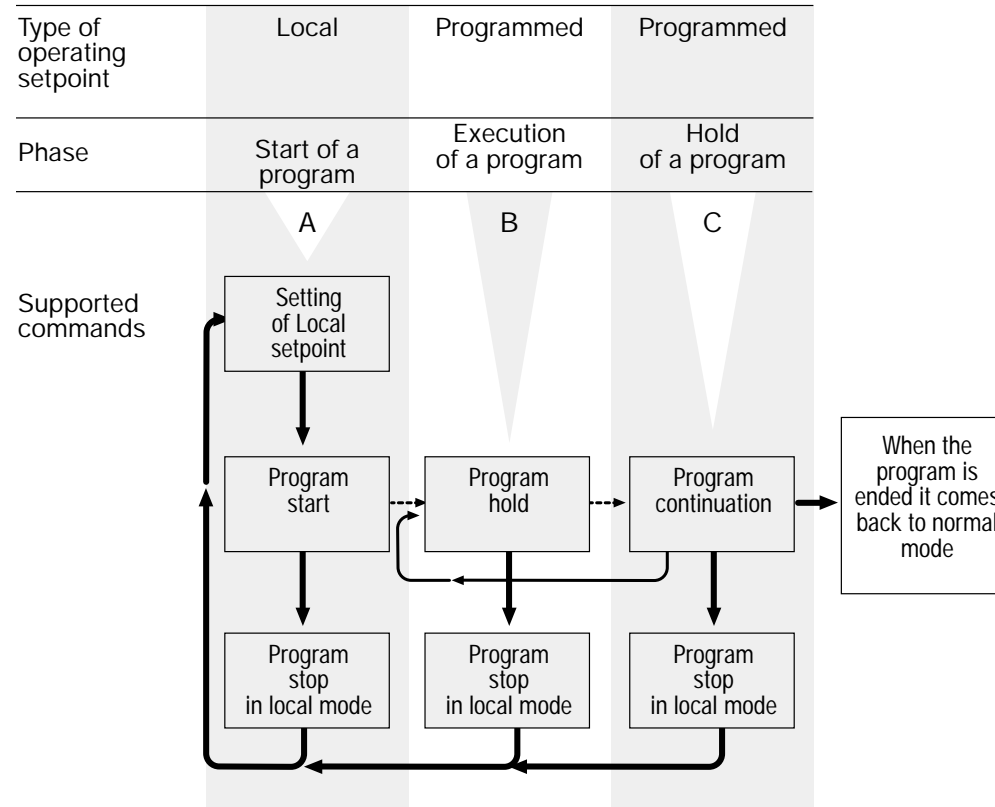 Type of
operating
setpoint
Local
Programmed
Programmed
Phase
Start of a
program
Execution
of a program
Hold
of a program
A
B
C
Supported
commands
Setting
of Local
setpoint
Program
start
Program
hold
Program
continuation
When the
program is
ended it comes
back to normal
mode
Program
stop
in local mode
Program
stop
in local mode
Program
stop
in local mode